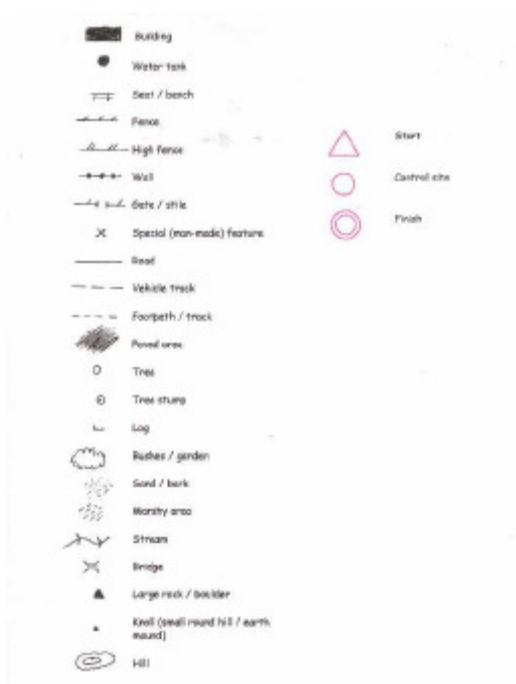 Building
Water tank
Seat / bench
Fence
High fence
Wall
Gate / stile
Special (man-made) feature
Road
Vehicle track
Footpath / track
Paved area
Tree
Tree stump
Log
Bushes / garden
Sand / bark
Marshy area
Stream
Bridge
Large rock / boulder
Knoll (small round hill / earth
mound)
Hill
Start
Control site
Finish